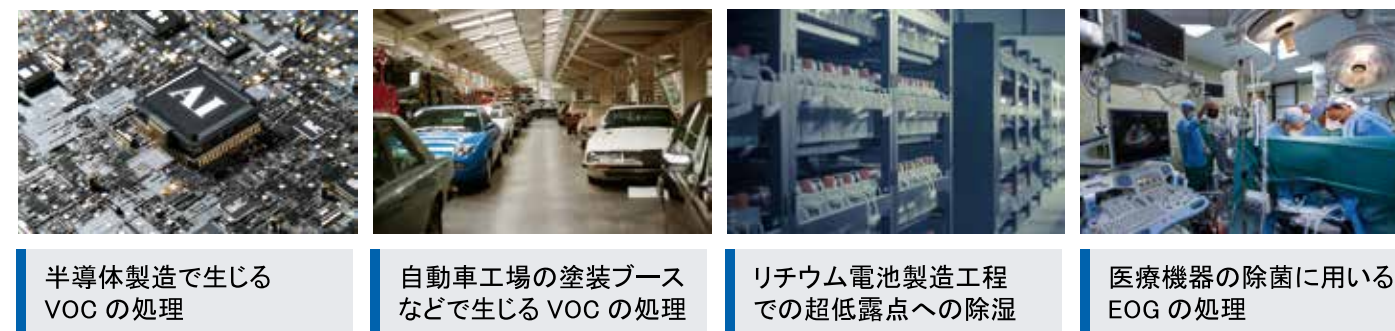 AI
半導体製造で生じる
VOC の処理
自動車工場の塗装ブース
などで生じる VOC の処理
リチウム電池製造工程
での超低露点への除湿
医療機器の除菌に用いる
EOG の処理